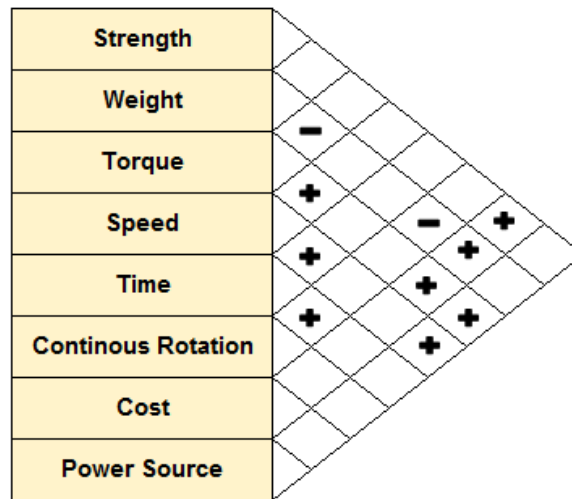 Strength
Weight
−
Torque
+
Speed
− +
+ +
Time
+
+ +
Continous Rotation
+
Cost
Power Source